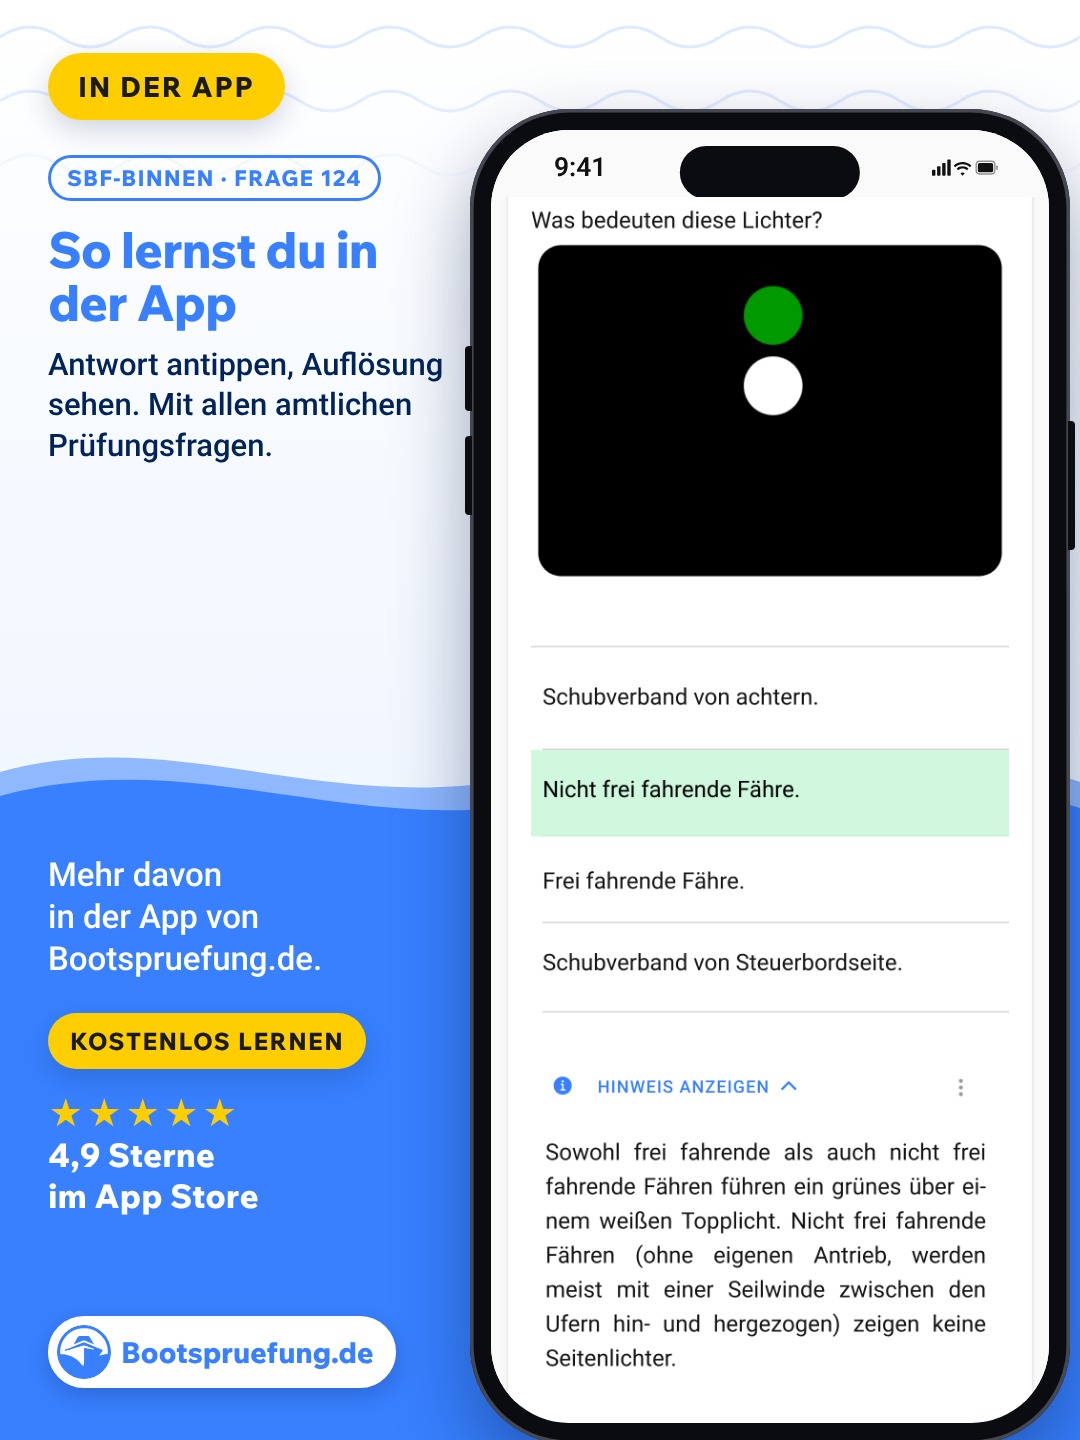 IN DER APP
SBF-BINNEN · FRAGE 124
So lernst du in
der App
Antwort antippen, Auflösung
sehen. Mit allen amtlichen
Prüfungsfragen.
Mehr davon
in der App von
Bootspruefung.de.
KOSTENLOS LERNEN
4,9 Sterne
im App Store
Bootspruefung.de
9:41
Was bedeuten diese Lichter?
Schubverband von achtern.
Nicht frei fahrende Fähre.
Frei fahrende Fähre.
Schubverband von Steuerbordseite.
HINWEIS ANZEIGEN
Sowohl frei fahrende als auch nicht frei
fahrende Fähren führen ein grünes über ei-
nem weißen Topplicht. Nicht frei fahrende
Fähren (ohne eigenen Antrieb, werden
meist mit einer Seilwinde zwischen den
Ufern hin- und hergezogen) zeigen keine
Seitenlichter.